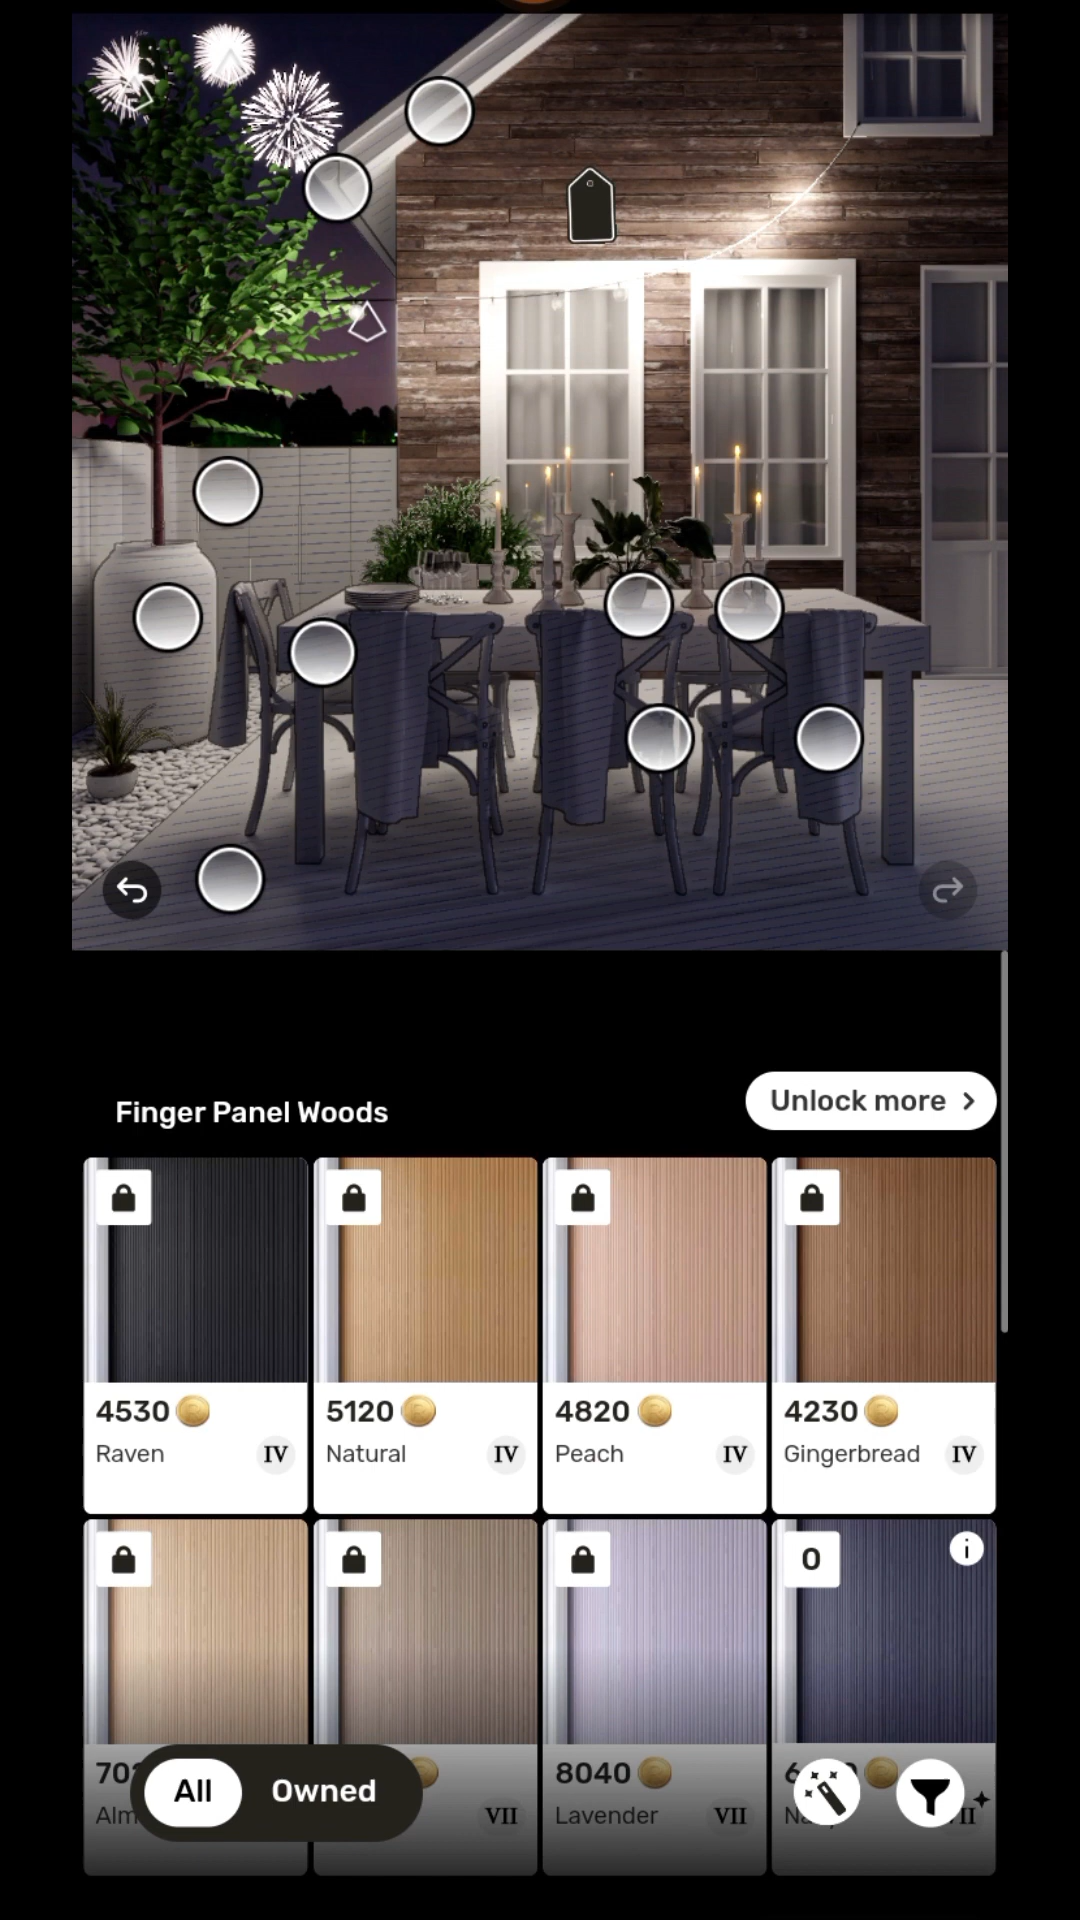 Finger Panel Woods
Unlock more
4530
Raven
IV
5120
Natural
IV
4820
Peach
IV
4230
Gingerbread
IV
0
i
8040
Lavender
VII
VII
All
Owned